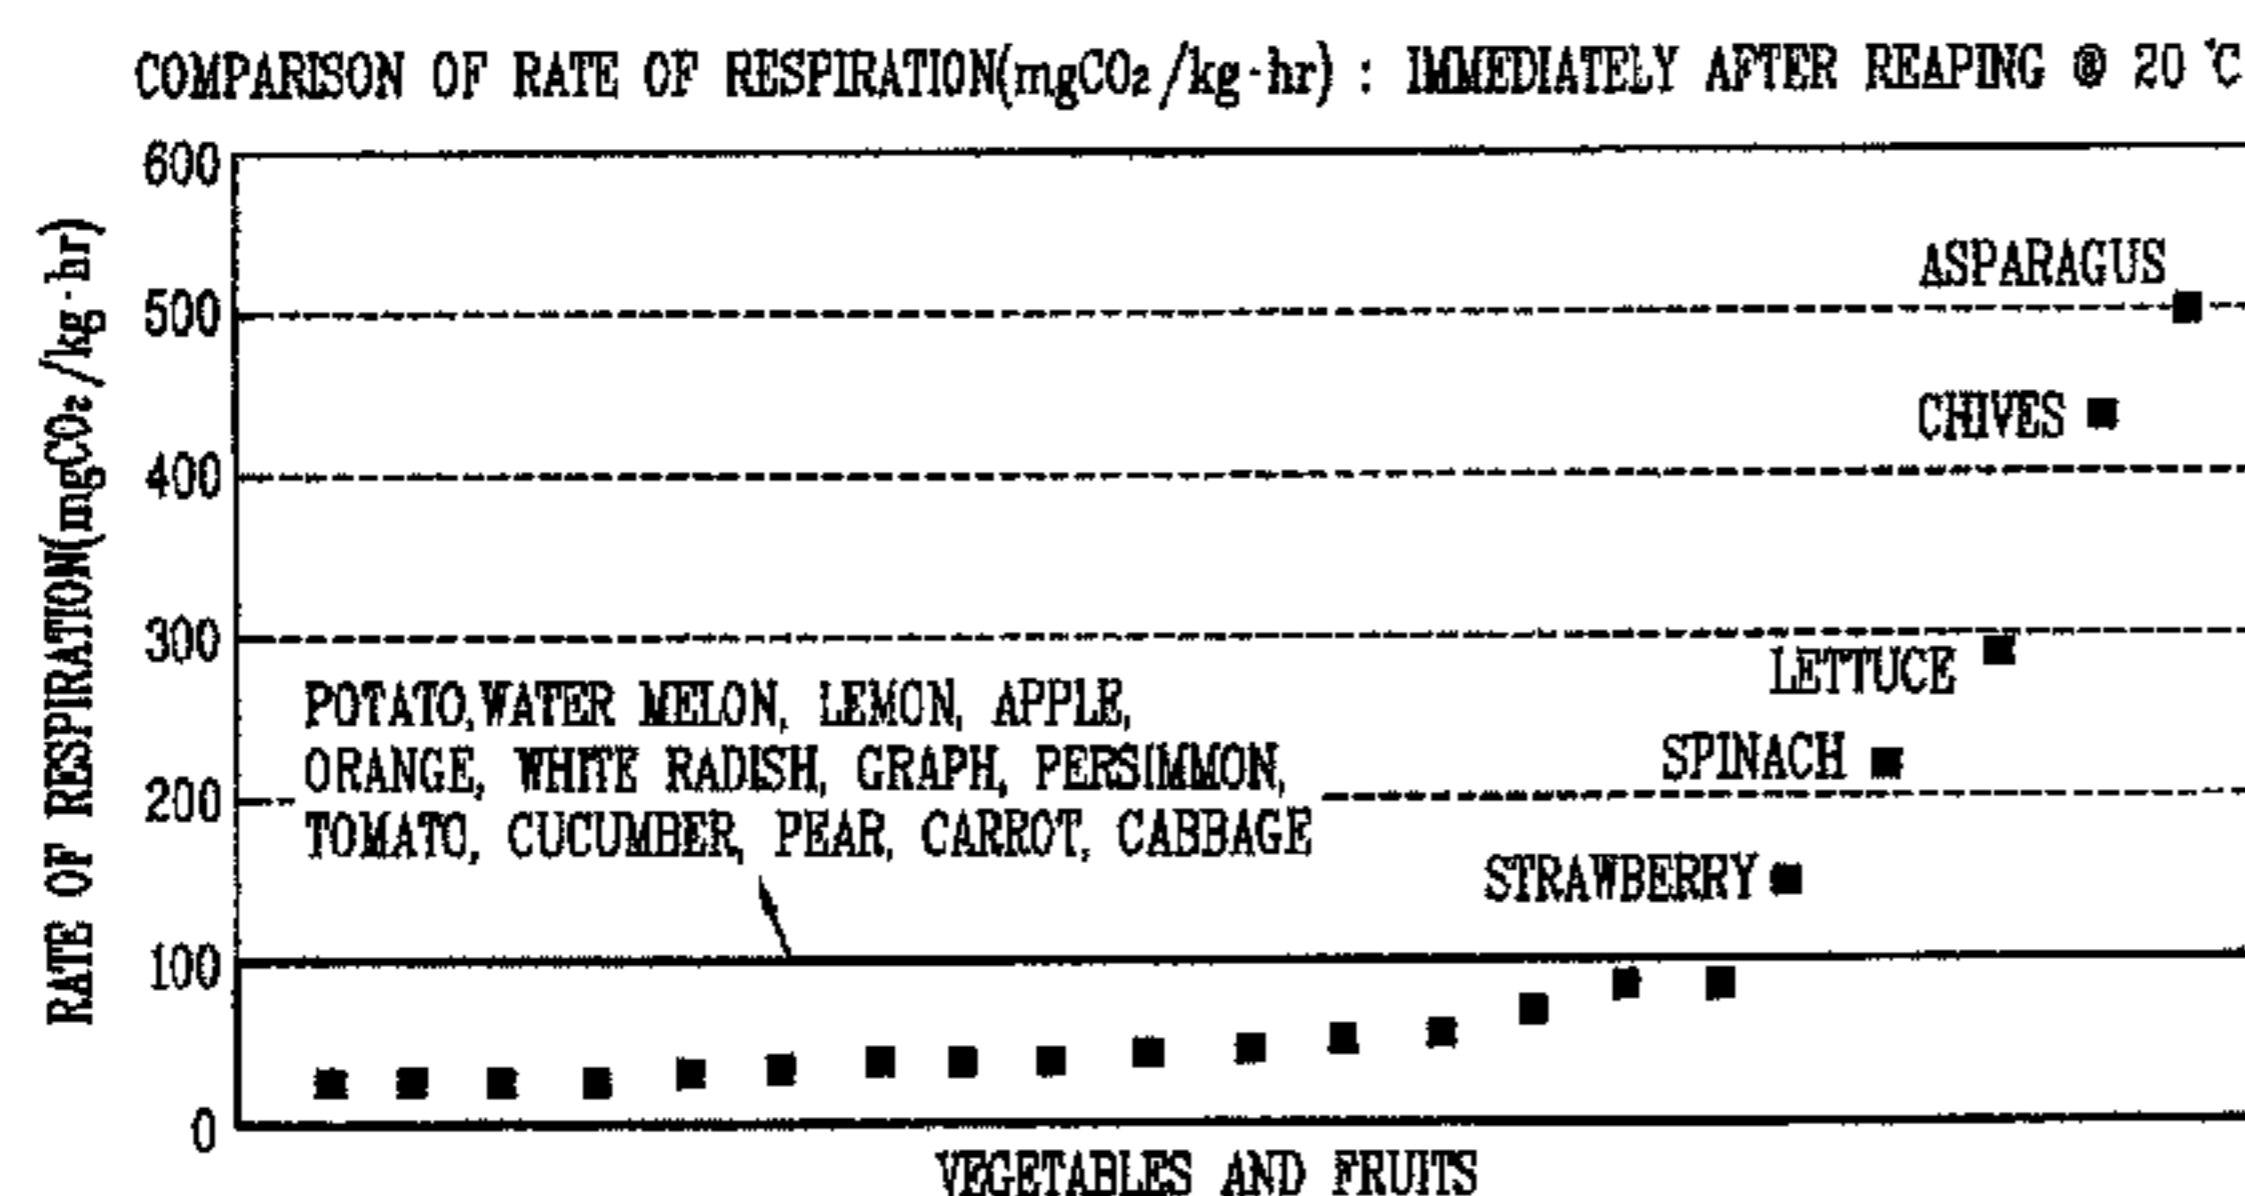 COMPARISON OF RATE OF RESPIRATION(mgCO₂/kg·hr) : IMMEDIATELY AFTER REAPING @ 20 ℃
RATE OF RESPIRATION(mgCO₂/kg·hr)
600
500
400
300
200
100
0
ASPARAGUS
CHIVES
LETTUCE
SPINACH
STRAWBERRY
POTATO,WATER MELON, LEMON, APPLE,
ORANGE, WHITE RADISH, GRAPH, PERSIMMON,
TOMATO, CUCUMBER, PEAR, CARROT, CABBAGE
VEGETABLES AND FRUITS